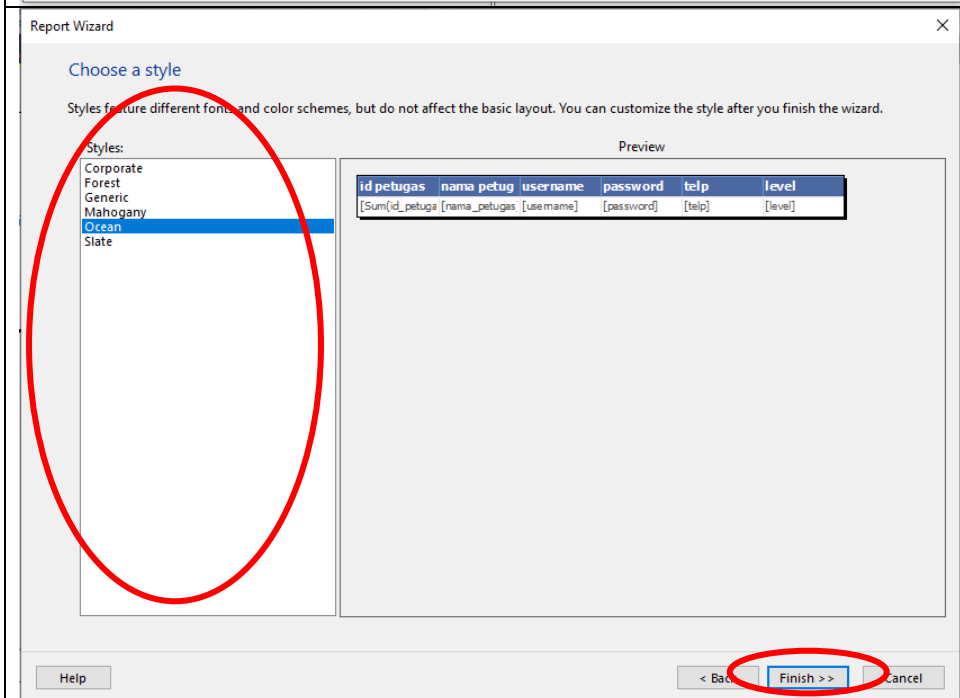 Report Wizard
Choose a style
Styles feature different fonts and color schemes, but do not affect the basic layout. You can customize the style after you finish the wizard.
Styles:
Preview
Corporate
Forest
Generic
Mahogany
Ocean
Slate
id petugas nama petug username password telp level
[Sum(id_petuga [nama_petugas [username] [password] [telp] [level]
Help
< Bac Finish >> Cancel